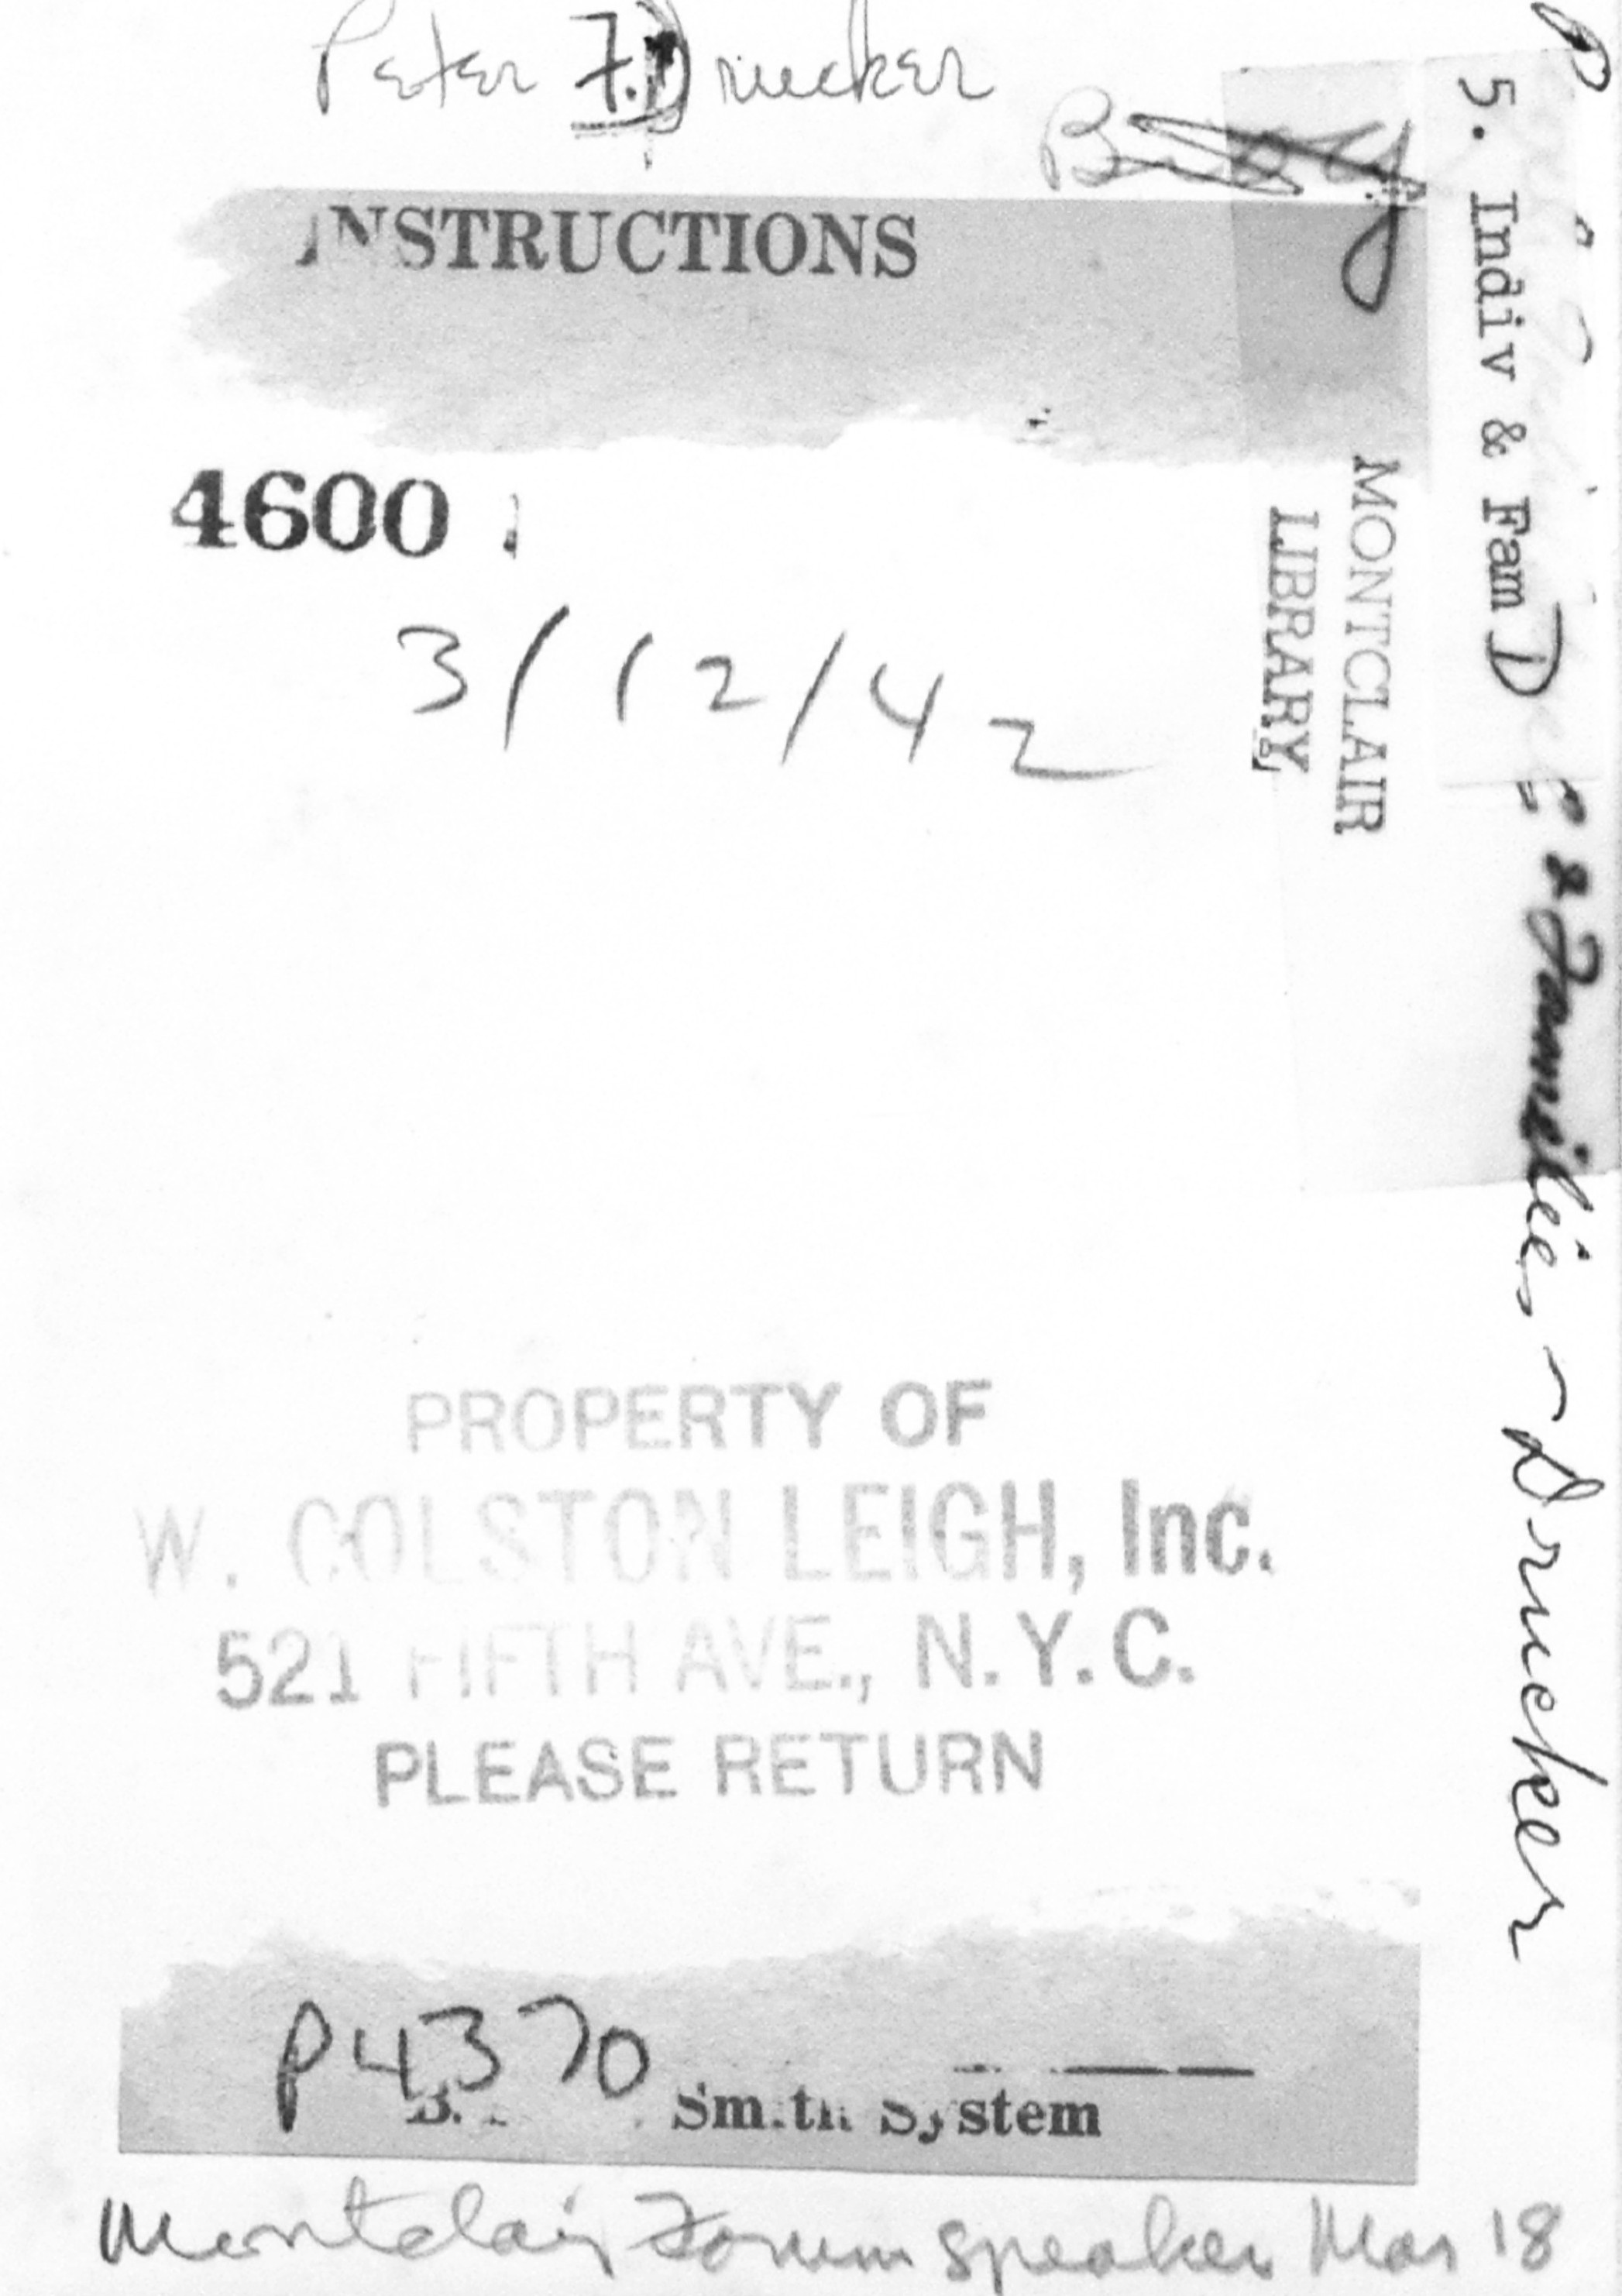 Peter F. Drucker
INSTRUCTIONS
4600
3/12/42
MONTCLAIR
LIBRARY
5. Indiv & Fam D
& Families - Drucker
PROPERTY OF
W. COLSTON LEIGH, Inc.
521 FIFTH AVE., N.Y.C.
PLEASE RETURN
P4370
B. Smith System
Montclair Forum speaker Mar 18